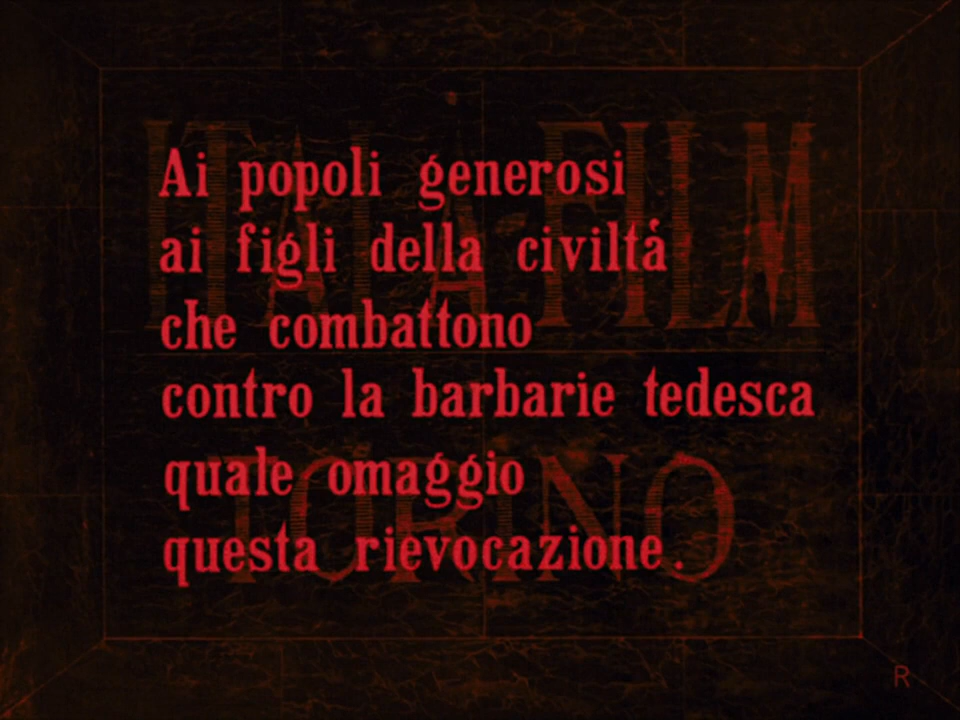 ITALA FILM
TORINO
Ai popoli generosi
ai figli della civiltá
che combattono
contro la barbarie tedesca
quale omaggio
questa rievocazione.
R